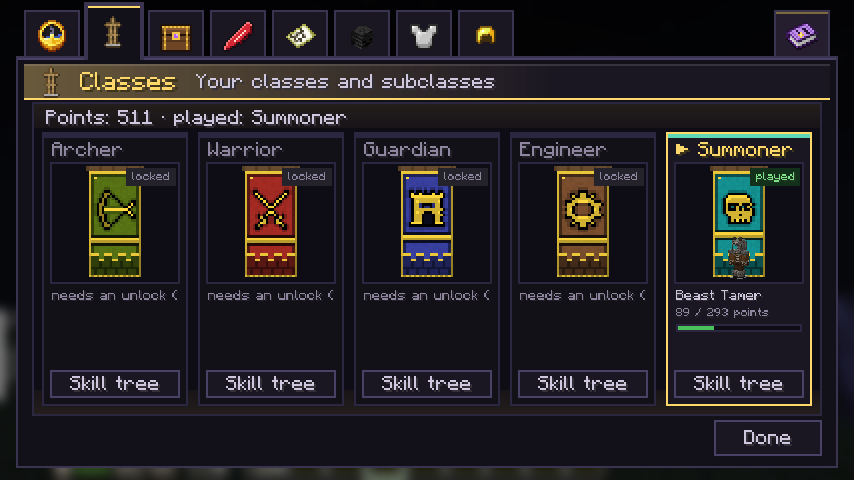 Classes Your classes and subclasses
Points: 511 · played: Summoner
Archer
locked
needs an unlock (
Skill tree
Warrior
locked
needs an unlock (
Skill tree
Guardian
locked
needs an unlock (
Skill tree
Engineer
locked
needs an unlock (
Skill tree
► Summoner
played
Beast Tamer
89 / 293 points
Skill tree
Done